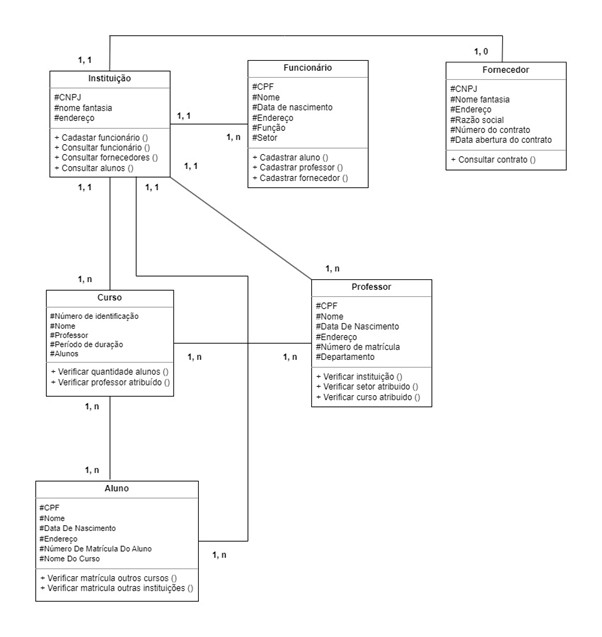 1, 1
1, 0
Instituição
#CNPJ
#nome fantasia
#endereço
+ Cadastar funcionário ()
+ Consultar funcionário ()
+ Consultar fornecedores ()
+ Consultar alunos ()
1, 1
1, n
1, 1
Funcionário
#CPF
#Nome
#Data de nascimento
#Endereço
#Função
#Setor
+ Cadastrar aluno ()
+ Cadastrar professor ()
+ Cadastrar fornecedor ()
Fornecedor
#CNPJ
#Nome fantasia
#Endereço
#Razão social
#Número do contrato
#Data abertura do contrato
+ Consultar contrato ()
1, 1
1, 1
1, n
1, n
Curso
#Número de identificação
#Nome
#Professor
#Período de duração
#Alunos
+ Verificar quantidade alunos ()
+ Verificar professor atribuído ()
1, n
1, n
Professor
#CPF
#Nome
#Data De Nascimento
#Endereço
#Número de matrícula
#Departamento
+ Verificar instituição ()
+ Verificar setor atribuido ()
+ Verificar curso atribuido ()
1, n
1, n
Aluno
#CPF
#Nome
#Data De Nascimento
#Endereço
#Número De Matrícula Do Aluno
#Nome Do Curso
+ Verificar matrícula outros cursos ()
+ Verificar matricula outras instituições ()
1, n